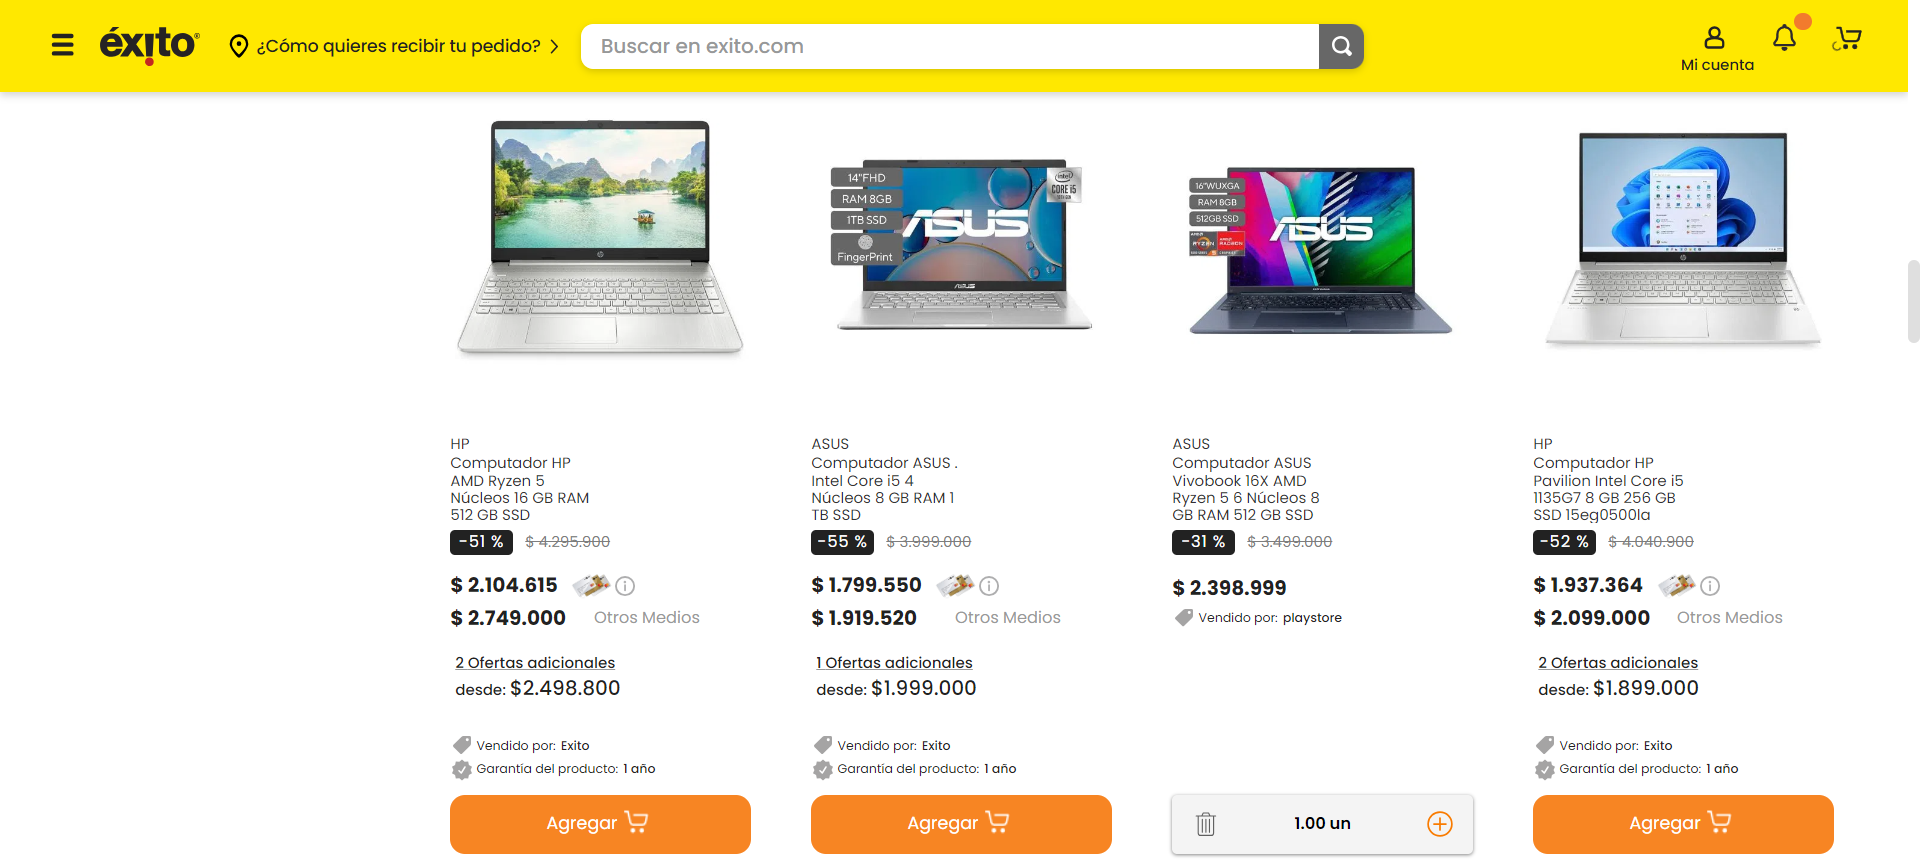 éxito
¿Cómo quieres recibir tu pedido?
Buscar en exito.com
Mi cuenta
14"FHD
RAM 8GB
1TB SSD
FingerPrint
ASUS
intel
CORE i5
ASUS
16"WUXGA
RAM 8GB
512GB SSD
AMD
RYZEN
RADEON
ASUS
HP
Computador HP
AMD Ryzen 5
Núcleos 16 GB RAM
512 GB SSD
-51 %
$ 4.295.900
$ 2.104.615
$ 2.749.000
Otros Medios
2 Ofertas adicionales
desde: $2.498.800
Vendido por: Exito
Garantía del producto: 1 año
Agregar
ASUS
Computador ASUS .
Intel Core i5 4
Núcleos 8 GB RAM 1
TB SSD
-55 %
$ 3.999.000
$ 1.799.550
$ 1.919.520
Otros Medios
1 Ofertas adicionales
desde: $1.999.000
Vendido por: Exito
Garantía del producto: 1 año
Agregar
ASUS
Computador ASUS
Vivobook 16X AMD
Ryzen 5 6 Núcleos 8
GB RAM 512 GB SSD
-31 %
$ 3.499.000
$ 2.398.999
Vendido por: playstore
1.00 un
HP
Computador HP
Pavilion Intel Core i5
1135G7 8 GB 256 GB
SSD 15eg0500la
-52 %
$ 4.040.900
$ 1.937.364
$ 2.099.000
Otros Medios
2 Ofertas adicionales
desde: $1.899.000
Vendido por: Exito
Garantía del producto: 1 año
Agregar